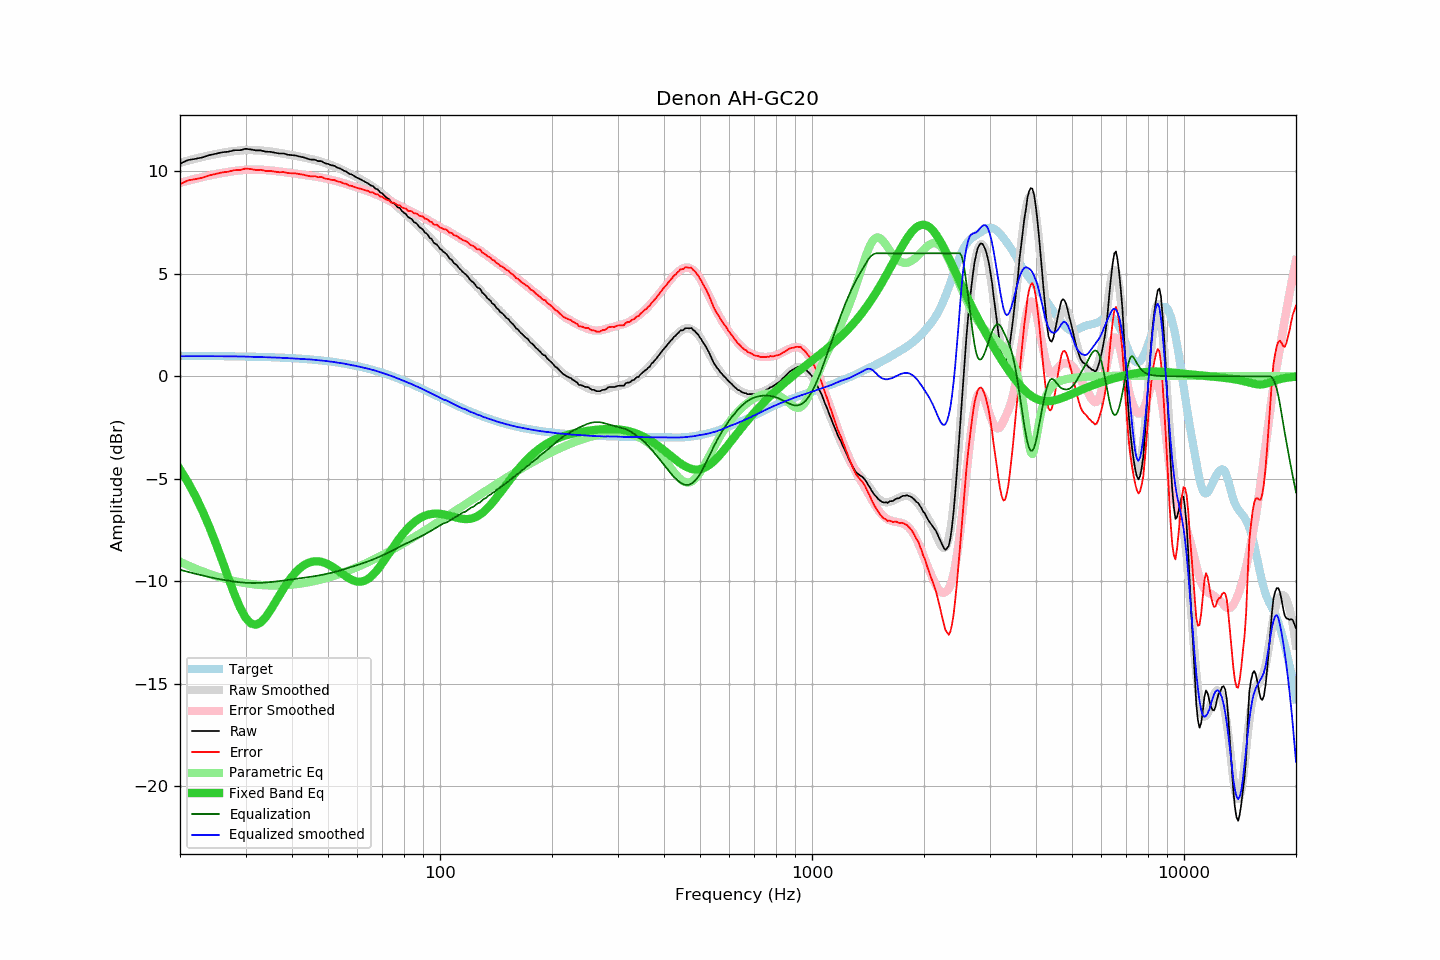 Denon AH-GC20
10
5
0
−5
−10
−15
−20
Amplitude (dBr)
Target
Raw Smoothed
Error Smoothed
Raw
Error
Parametric Eq
Fixed Band Eq
Equalization
Equalized smoothed
100
1000
10000
Frequency (Hz)